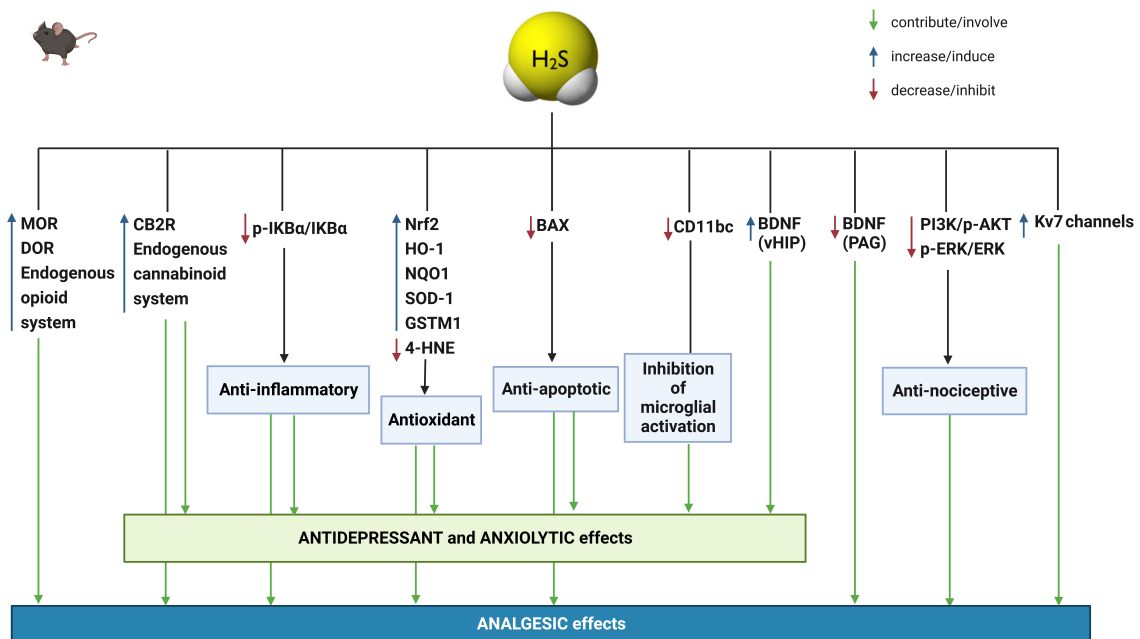 H₂S
contribute/involve
increase/induce
decrease/inhibit
MOR
DOR
Endogenous
opioid
system
CB2R
Endogenous
cannabinoid
system
p-IKBα/IKBα
Nrf2
HO-1
NQO1
SOD-1
GSTM1
4-HNE
BAX
CD11bc
BDNF
(vHIP)
BDNF
(PAG)
PI3K/p-AKT
p-ERK/ERK
Kv7 channels
Anti-inflammatory
Antioxidant
Anti-apoptotic
Inhibition
of
microglial
activation
Anti-nociceptive
ANTIDEPRESSANT and ANXIOLYTIC effects
ANALGESIC effects